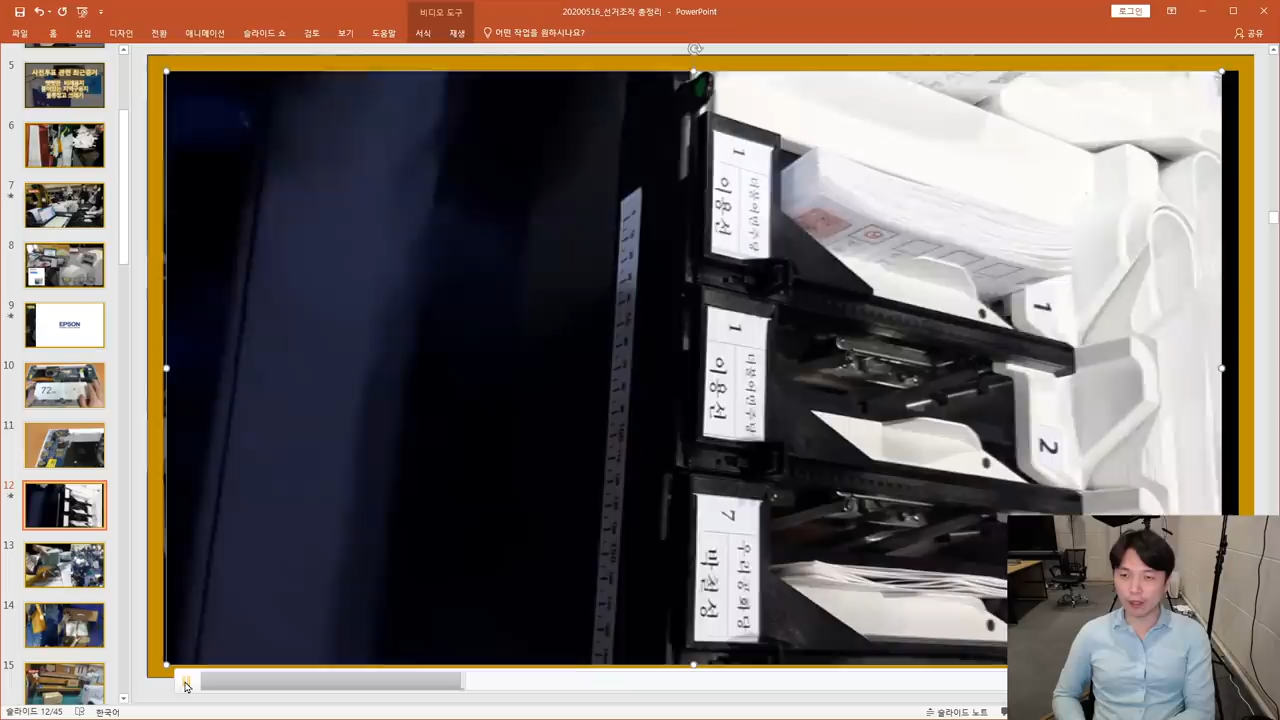 비디오 도구
20200516_선거조작 총정리 - PowerPoint
로그인
파일
홈
삽입
디자인
전환
애니메이션
슬라이드 쇼
검토
보기
도움말
서식
재생
어떤 작업을 원하시나요?
공유
5
사전투표 관련 최근증거
6
7
8
9
EPSON
10
72
11
12
13
14
15
1
이용선
더불어민주당
1
1
이용선
더불어민주당
2
7
박권성
우리공화당
슬라이드 12/45
한국어
슬라이드 노트